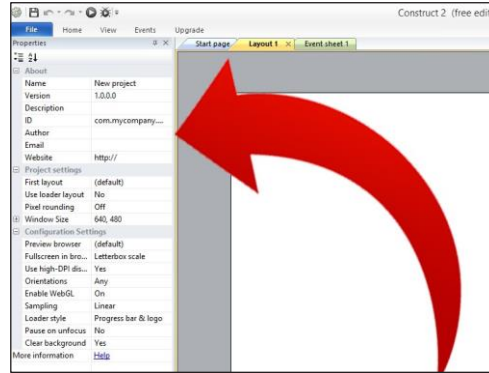 Construct 2 (free edit
File Home View Events Upgrade
Properties
Start page Layout 1 Event sheet 1
About
Name New project
Version 1.0.0.0
Description
ID com.mycompany....
Author
Email
Website http://
Project settings
First layout (default)
Use loader layout No
Pixel rounding Off
Window Size 640, 480
Configuration Settings
Preview browser (default)
Fullscreen in bro... Letterbox scale
Use high-DPI dis... Yes
Orientations Any
Enable WebGL On
Sampling Linear
Loader style Progress bar & logo
Pause on unfocus No
Clear background Yes
More information Help